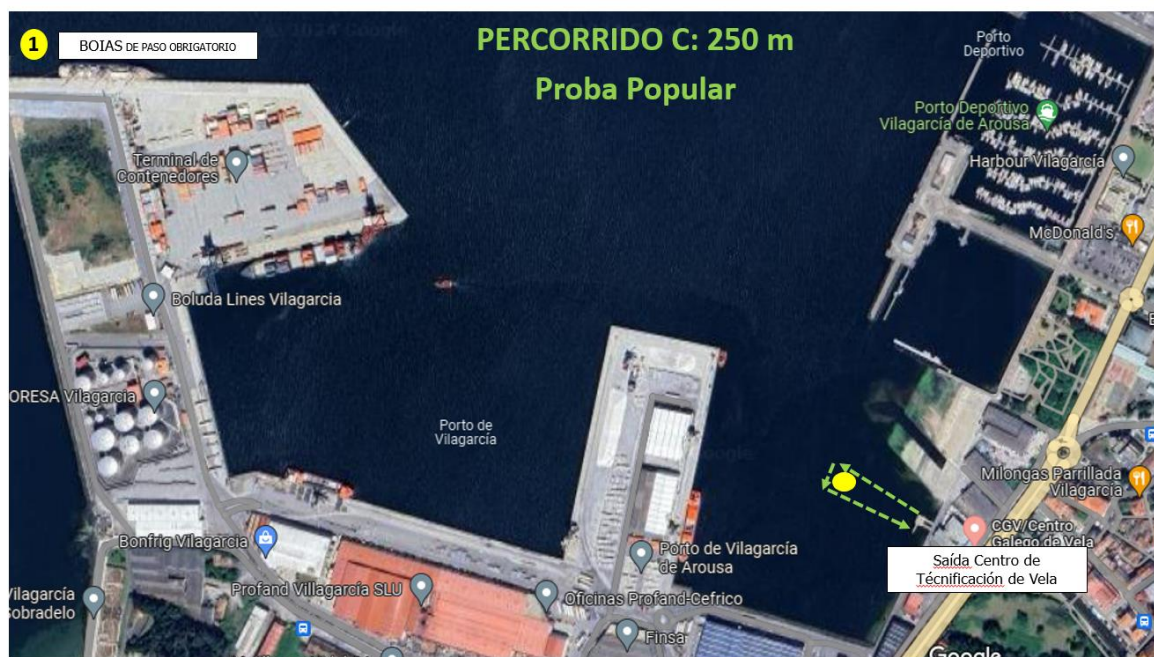 1
BOIAS DE PASO OBRIGATORIO
PERCORRIDO C: 250 m
Proba Popular
Porto
Deportivo
Porto Deportivo
Vilagarcía de Arousa
Harbour Vilagarcía
McDonald's
Terminal de
Contenedores
Boluda Lines Vilagarcia
ORESA Vilagarcia
Porto de
Vilagarcía
Milongas Parrillada
Vilagarcía
CGV/Centro
Galego de Vela
Saída Centro de
Técnificación de Vela
Bonfrig Vilagarcia
Porto de Vilagarcía
de Arousa
Profand Villagarcía SLU
Oficinas Profand-Cefrico
Vilagarcía
Sobradelo
Finsa
Google